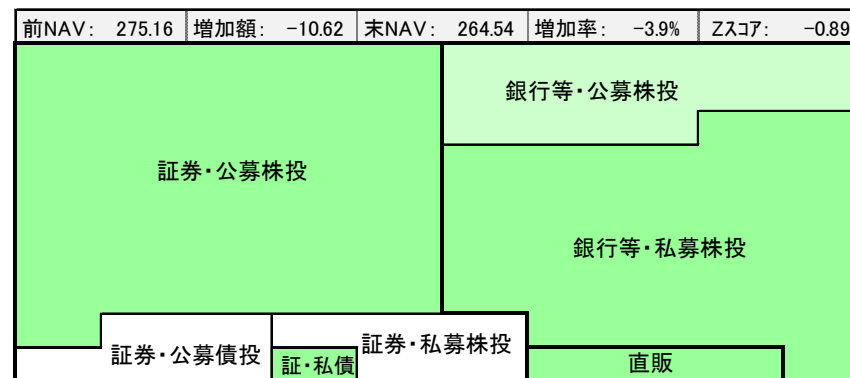 前NAV: 275.16 増加額: -10.62 末NAV: 264.54 増加率: -3.9% Zスコア: -0.89
銀行等・公募株投
証券・公募株投
銀行等・私募株投
証券・公募債投
証・私債
証券・私募株投
直販